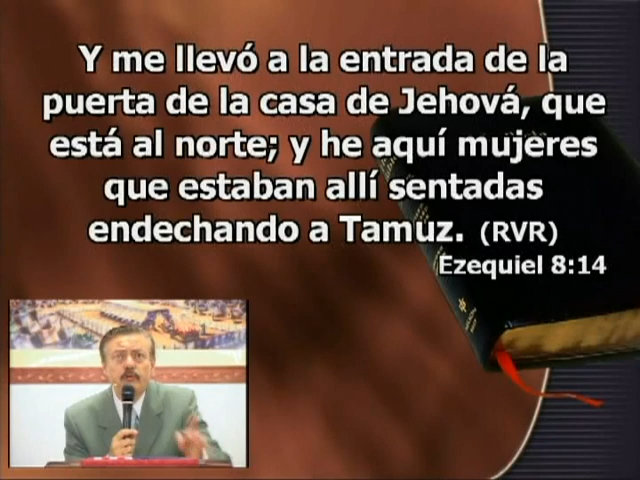 Y me llevó a la entrada de la
puerta de la casa de Jehová, que
está al norte; y he aquí mujeres
que estaban allí sentadas
endechando a Tamuz. (RVR)
Ezequiel 8:14